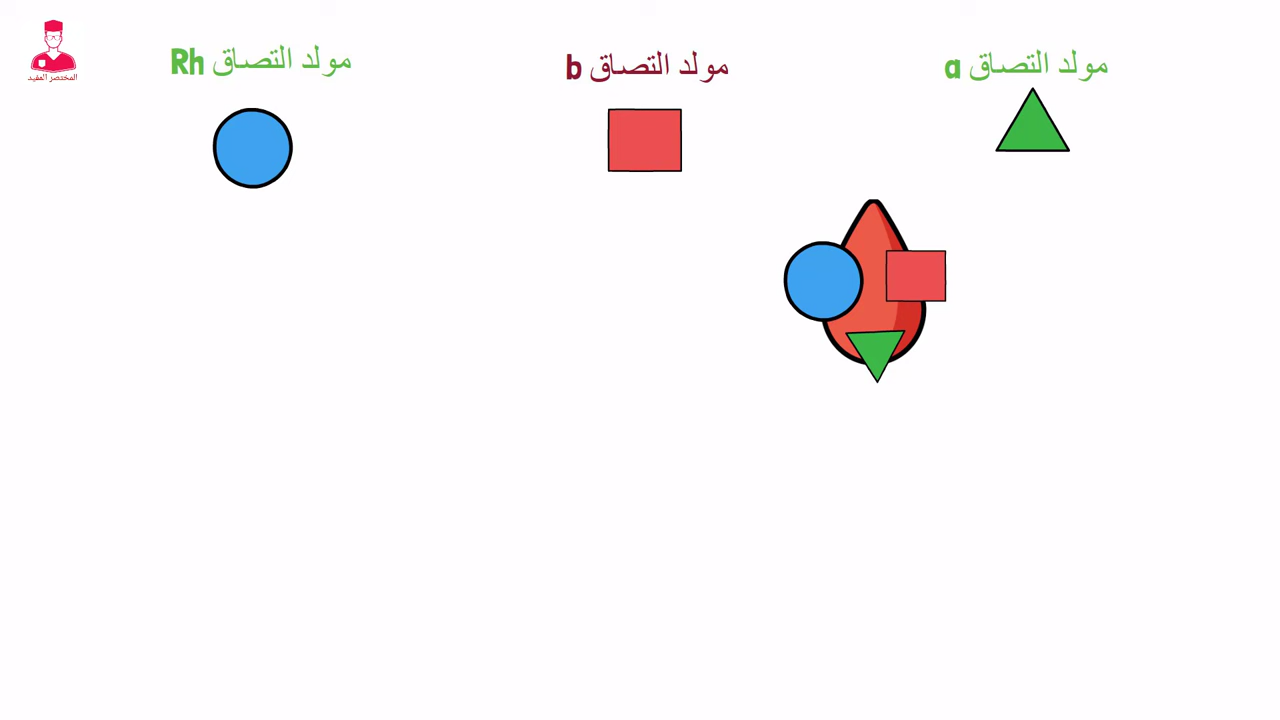 مولد التصاق a
مولد التصاق b
مولد التصاق Rh
المختصر المفيد